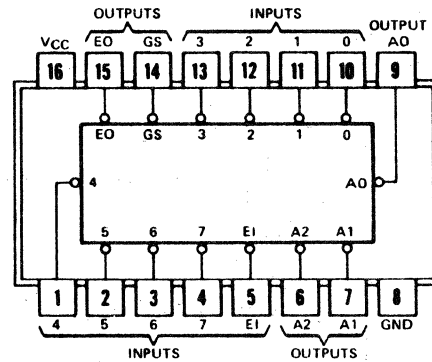 OUTPUTS INPUTS OUTPUT
VCC EO GS 3 2 1 0 A0
16 15 14 13 12 11 10 9
EO GS 3 2 1 0
4 A0
5 6 7 EI A2 A1
1 2 3 4 5 6 7 8
4 5 6 7 EI A2 A1 GND
INPUTS OUTPUTS